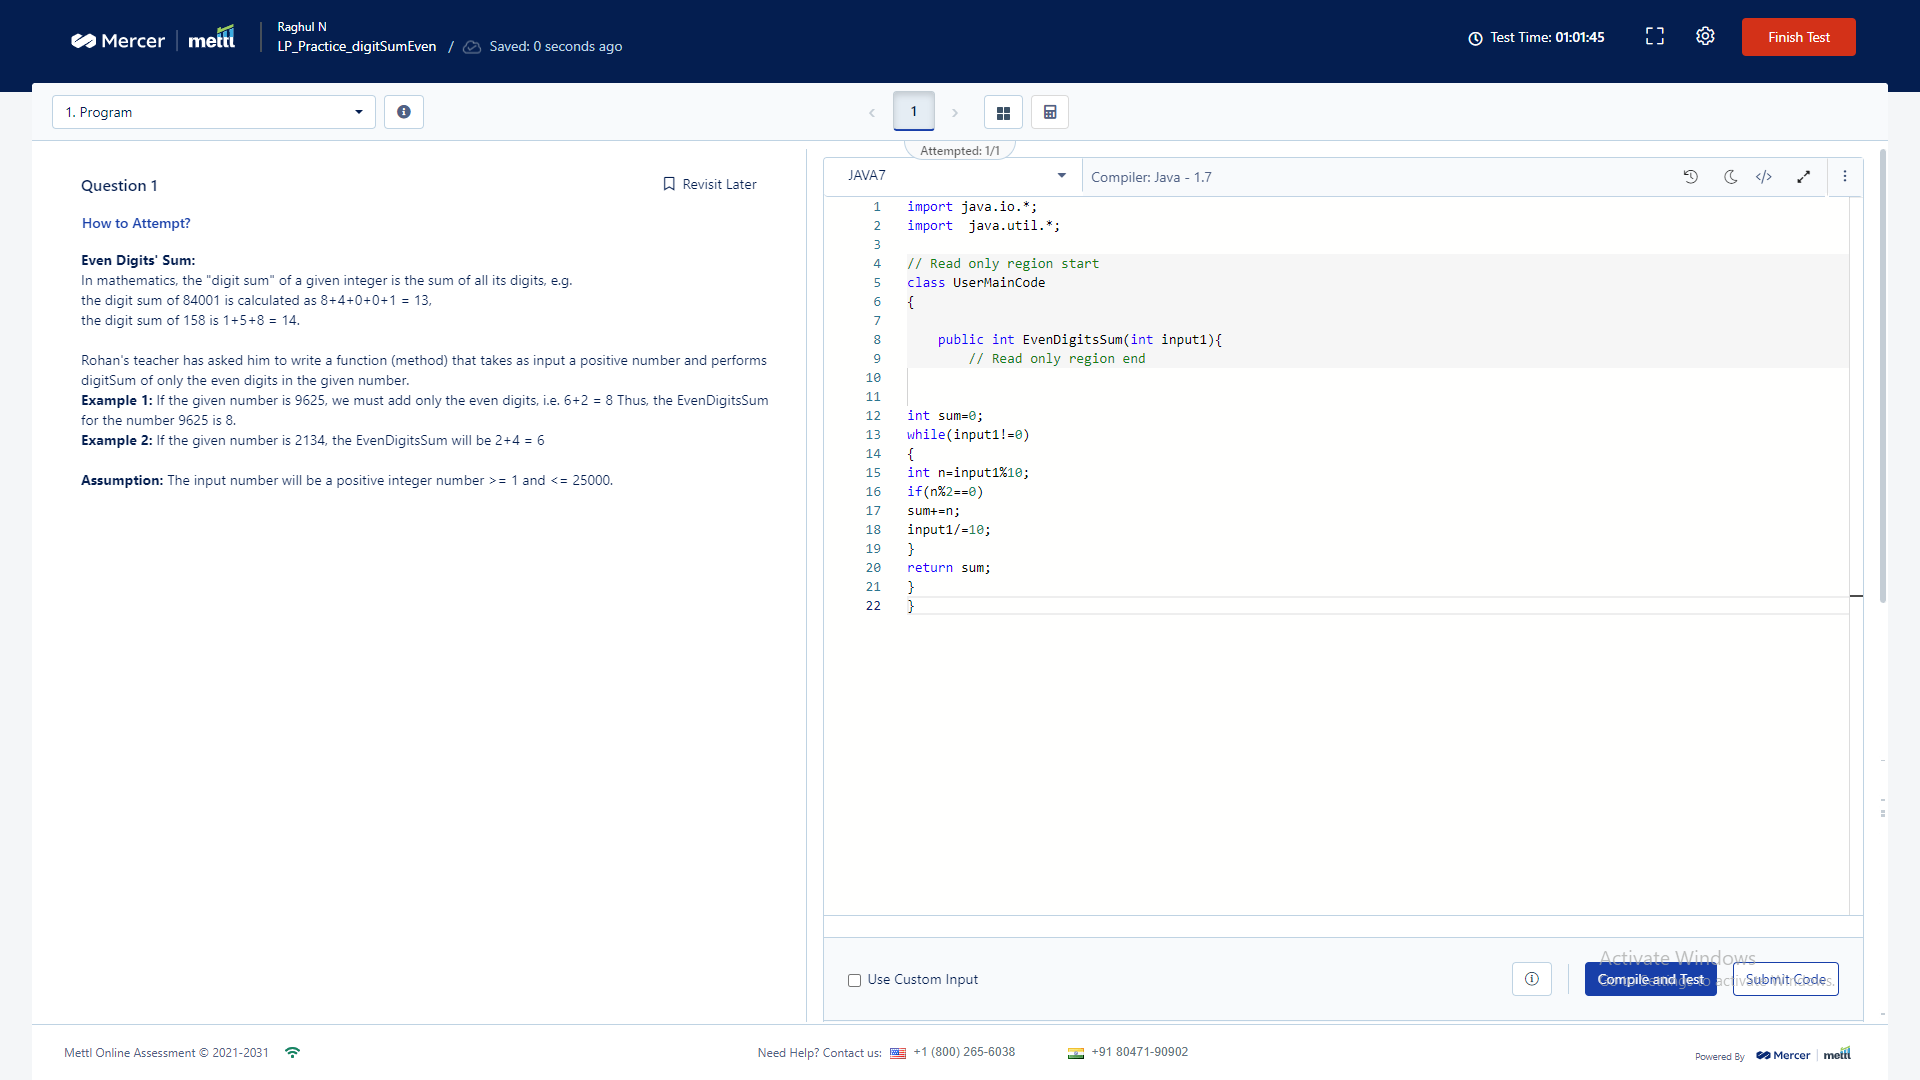 Mercer mettl
Raghul N
LP_Practice_digitSumEven / Saved: 0 seconds ago
Test Time: 01:01:45
Finish Test
1. Program
1
Attempted: 1/1
Question 1
Revisit Later
How to Attempt?
Even Digits' Sum:
In mathematics, the "digit sum" of a given integer is the sum of all its digits, e.g.
the digit sum of 84001 is calculated as 8+4+0+0+1 = 13,
the digit sum of 158 is 1+5+8 = 14.
Rohan's teacher has asked him to write a function (method) that takes as input a positive number and performs
digitSum of only the even digits in the given number.
Example 1: If the given number is 9625, we must add only the even digits, i.e. 6+2 = 8 Thus, the EvenDigitsSum
for the number 9625 is 8.
Example 2: If the given number is 2134, the EvenDigitsSum will be 2+4 = 6
Assumption: The input number will be a positive integer number >= 1 and <= 25000.
JAVA7
Compiler: Java - 1.7
1 import java.io.*;
2 import  java.util.*;
3
4 // Read only region start
5 class UserMainCode
6 {
7
8     public int EvenDigitsSum(int input1){
9         // Read only region end
10
11
12 int sum=0;
13 while(input1!=0)
14 {
15 int n=input1%10;
16 if(n%2==0)
17 sum+=n;
18 input1/=10;
19 }
20 return sum;
21 }
22 }
Use Custom Input
Activate Windows
Go to Settings to activate Windows.
Compile and Test
Submit Code
Mettl Online Assessment © 2021-2031
Need Help? Contact us: +1 (800) 265-6038
+91 80471-90902
Powered By Mercer mettl